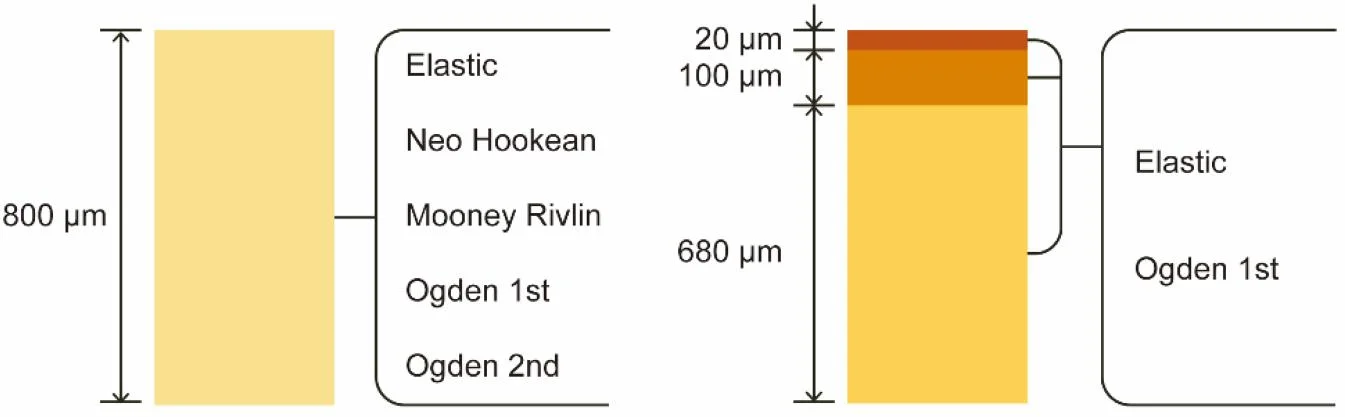 800 μm
Elastic
Neo Hookean
Mooney Rivlin
Ogden 1st
Ogden 2nd
20 μm
100 μm
680 μm
Elastic
Ogden 1st